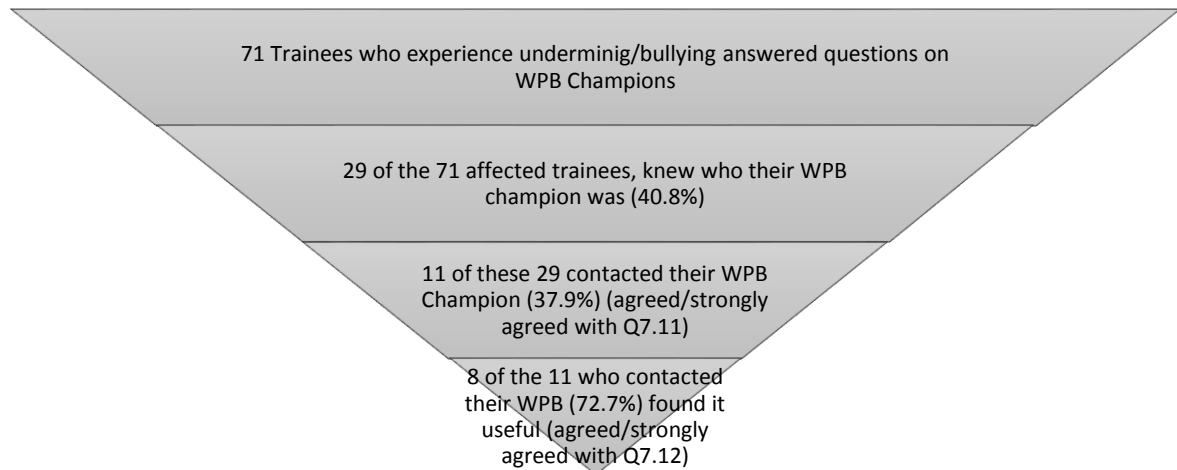 71 Trainees who experience underminig/bullying answered questions on
WPB Champions
29 of the 71 affected trainees, knew who their WPB
champion was (40.8%)
11 of these 29 contacted their WPB
Champion (37.9%) (agreed/strongly
agreed with Q7.11)
8 of the 11 who contacted
their WPB (72.7%) found it
useful (agreed/strongly
agreed with Q7.12)